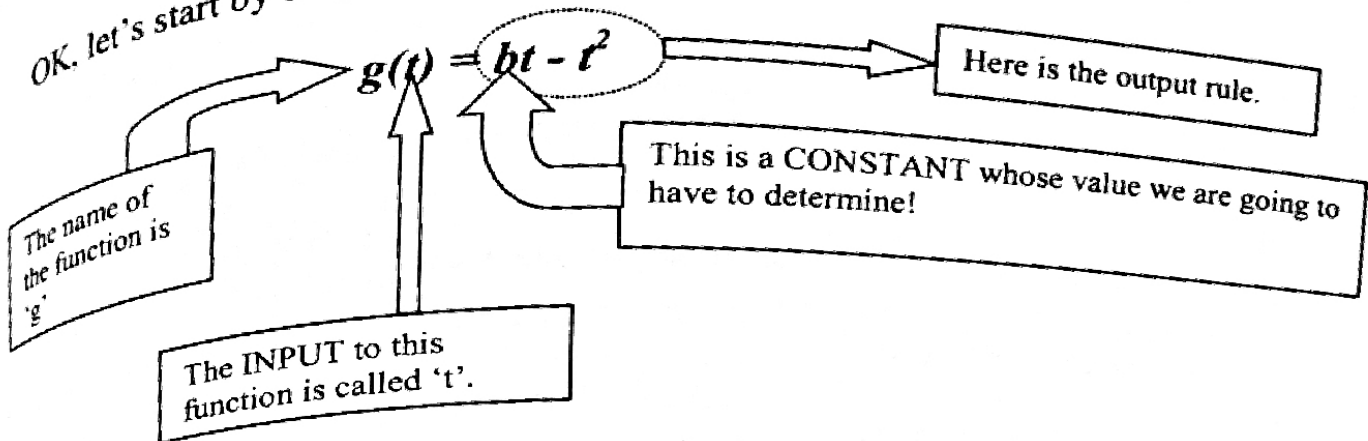 OK. let's start by
g(t) = bt - t²
Here is the output rule.
This is a CONSTANT whose value we are going to
have to determine!
The name of
the function is
‘g’
The INPUT to this
function is called ‘t’.